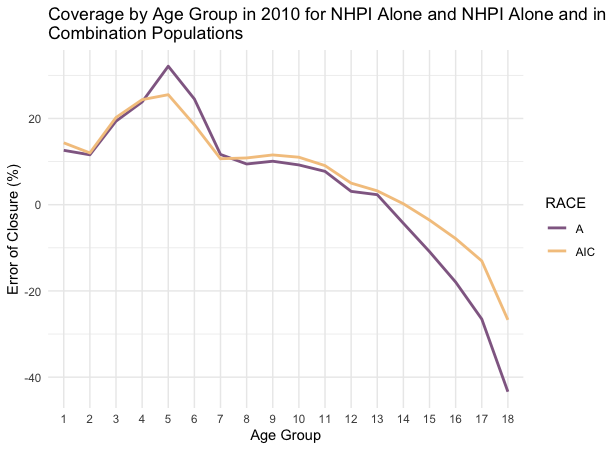 Coverage by Age Group in 2010 for NHPI Alone and NHPI Alone and in
Combination Populations
Error of Closure (%)
20
0
-20
-40
1 2 3 4 5 6 7 8 9 10 11 12 13 14 15 16 17 18
Age Group
RACE
A
AIC